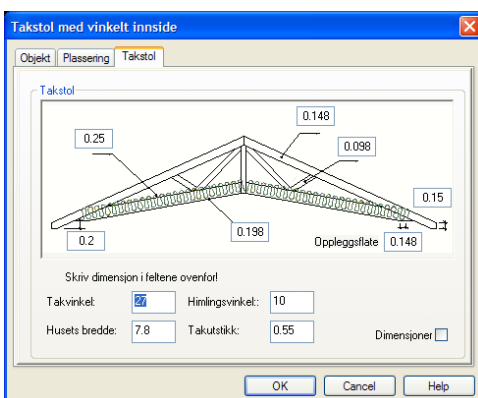 Takstol med vinkelt innside
Objekt Plassering Takstol
Takstol
0.148
0.25
0.098
0.15
0.198
0.2
Oppleggsflate 0.148
Skriv dimensjon i feltene ovenfor!
Takvinkel: 27 Himlingsvinkel:: 10
Husets bredde: 7.8 Takutstikk: 0.55 Dimensjoner
OK Cancel Help